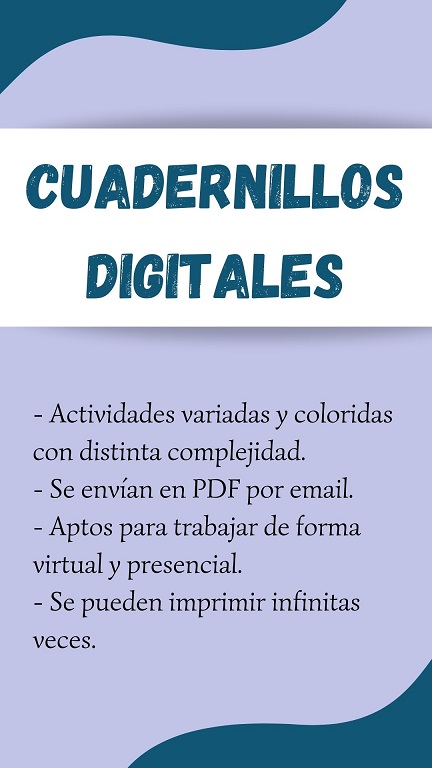 CUADERNILLOS
DIGITALES
- Actividades variadas y coloridas
con distinta complejidad.
- Se envían en PDF por email.
- Aptos para trabajar de forma
virtual y presencial.
- Se pueden imprimir infinitas
veces.